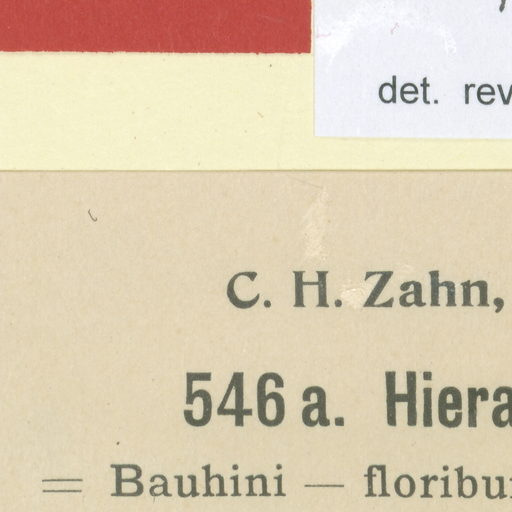 det. rev
C. H. Zahn,
546 a. Hiera
= Bauhini — floribu